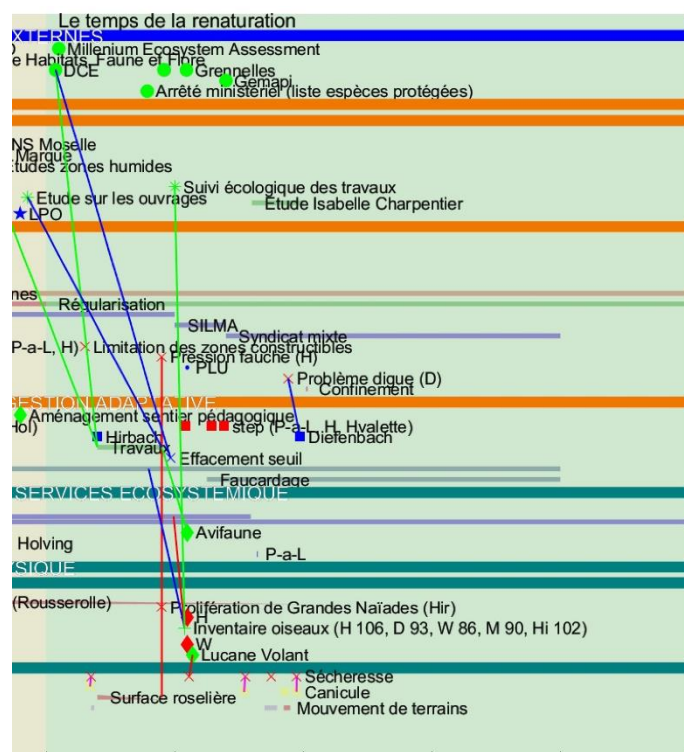 Le temps de la renaturation
EXTERNES
Millenium Ecosystem Assessment
e Habitats, Faune et Flore
DCE
Grennelles
Gemapi
Arrêté ministériel (liste espèces protégées)
NS Moselle
Marque
Études zones humides
Suivi écologique des travaux
Etude sur les ouvrages
Etude Isabelle Charpentier
LPO
nes
Régularisation
SILMA
Syndicat mixte
P-a-L, H)
Limitation des zones constructibles
Pression fauche (H)
PLU
Problème digue (D)
Confinement
GESTION ADAPTATIVE
Aménagement sentier pédagogique
Hol)
step (P-a-L, H, Hvalette)
Hirbach
Diefenbach
Travaux
Effacement seuil
Faucardage
SERVICES ECOSYSTEMIQUE
Avifaune
Holving
P-a-L
YSIQUE
(Rousserolle)
Prolifération de Grandes Naïades (Hir)
H
Inventaire oiseaux (H 106, D 93, W 86, M 90, Hi 102)
W
Lucane Volant
Sécheresse
Canicule
Surface roselière
Mouvement de terrains